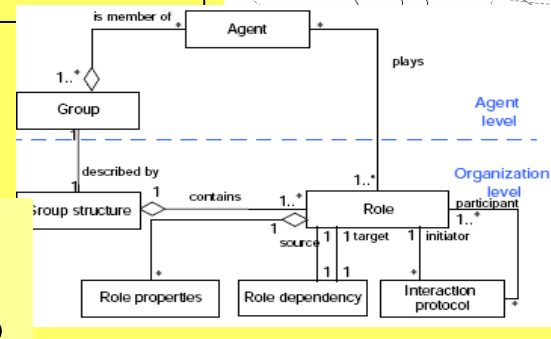 is member of
*
Agent
*
plays
1..*
Group
Agent
level
1
described by
Organization
level
1
1
contains
1..*
1..*
Group structure
Role
participant
1..*
1
source
1
1
target
1
initiator
*
1
1
*
*
Role properties
Role dependency
Interaction
protocol
)